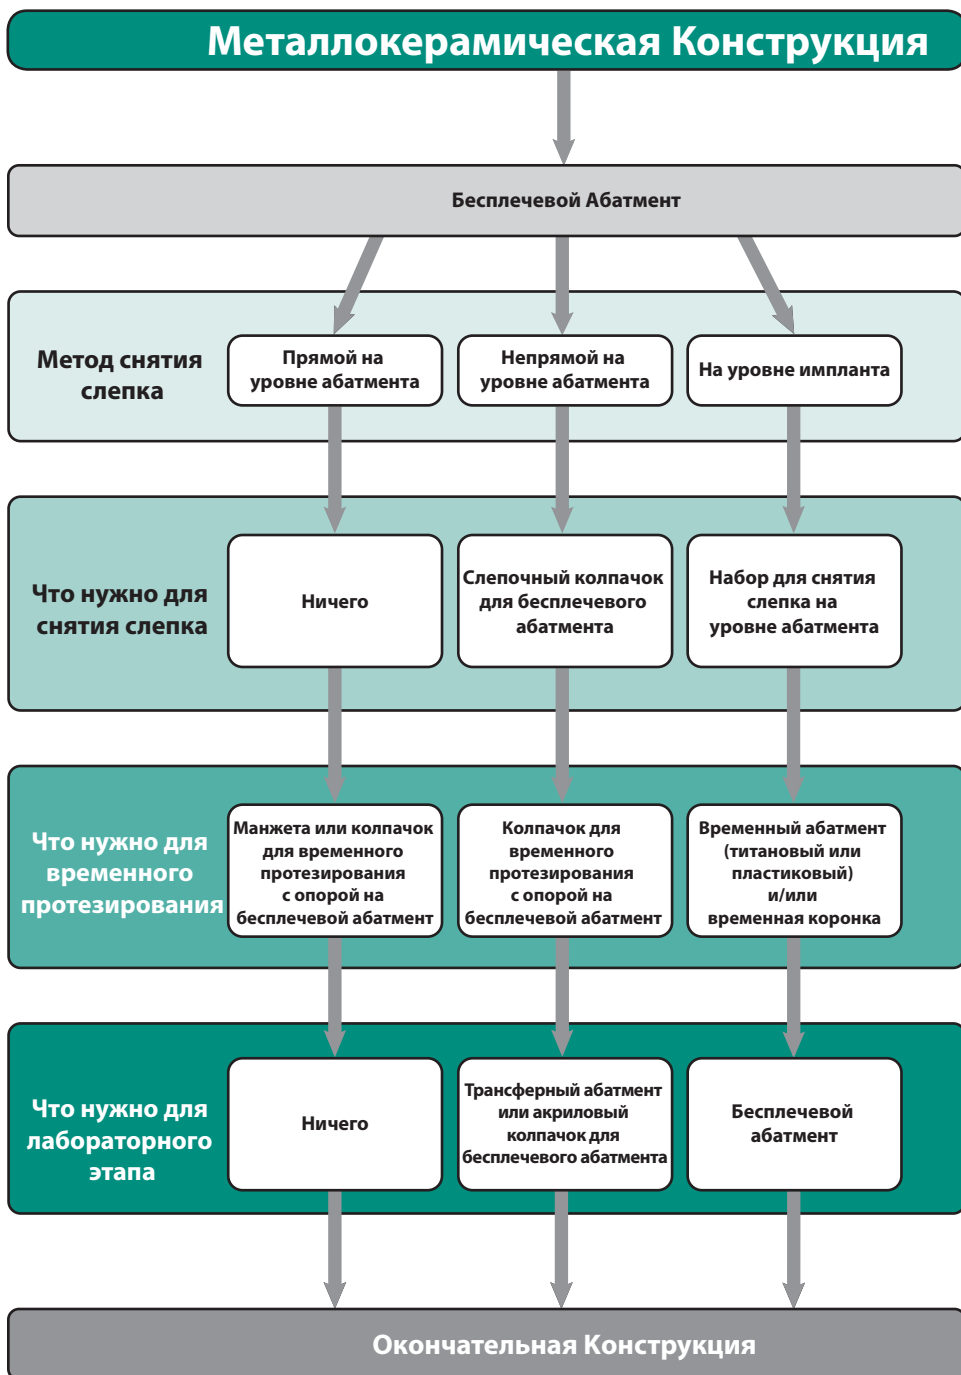 Металлокерамическая Конструкция
Бесплечевой Абатмент
Метод снятия
слепка
Прямой на
уровне абатмента
Непрямой на
уровне абатмента
На уровне импланта
Что нужно для
снятия слепка
Ничего
Слепочный колпачок
для бесплечевого
абатмента
Набор для снятия
слепка на
уровне абатмента
Что нужно для
временного
протезирования
Манжета или колпачок
для временного
протезирования
с опорой на
бесплечевой абатмент
Колпачок для
временного
протезирования
с опорой на
бесплечевой абатмент
Временный абатмент
(титановый или
пластиковый)
и/или
временная коронка
Что нужно для
лабораторного
этапа
Ничего
Трансферный абатмент
или акриловый
колпачок для
бесплечевого абатмента
Бесплечевой
абатмент
Окончательная Конструкция